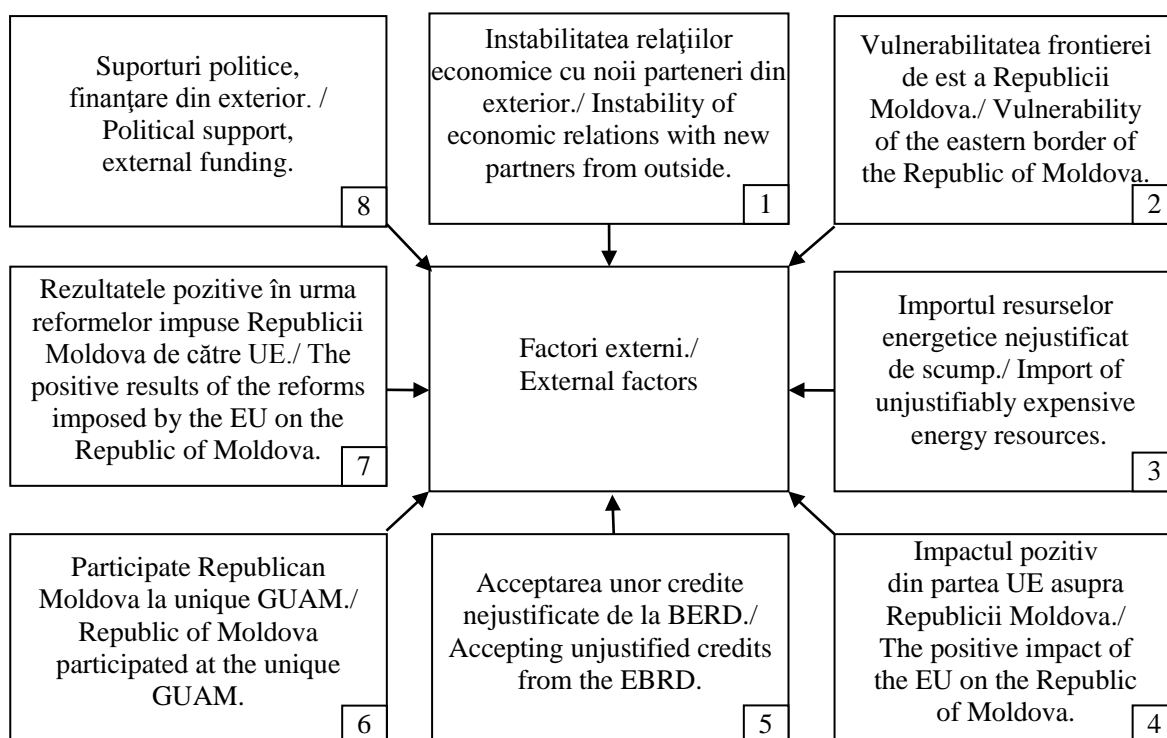 Suporturi politice,
finanţare din exterior. /
Political support,
external funding.
8
Instabilitatea relaţiilor
economice cu noii parteneri din
exterior./ Instability of
economic relations with new
partners from outside.
1
Vulnerabilitatea frontierei
de est a Republicii
Moldova./ Vulnerability
of the eastern border of
the Republic of Moldova.
2
Rezultatele pozitive în urma
reformelor impuse Republicii
Moldova de către UE./ The
positive results of the reforms
imposed by the EU on the
Republic of Moldova.
7
Factori externi./
External factors
Importul resurselor
energetice nejustificat
de scump./ Import of
unjustifiably expensive
energy resources.
3
Participate Republican
Moldova la unique GUAM./
Republic of Moldova
participated at the unique
GUAM.
6
Acceptarea unor credite
nejustificate de la BERD./
Accepting unjustified credits
from the EBRD.
5
Impactul pozitiv
din partea UE asupra
Republicii Moldova./
The positive impact of
the EU on the Republic
of Moldova.
4